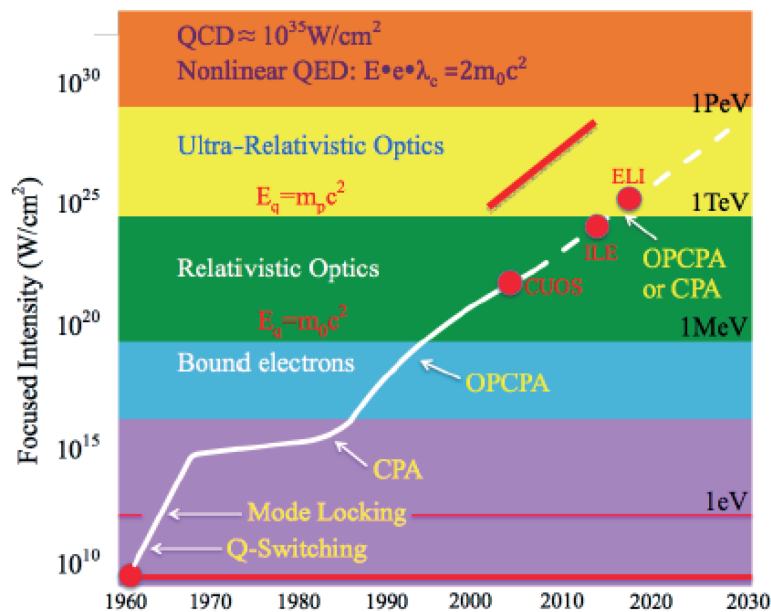 QCD ≈ 10³⁵W/cm²
Nonlinear QED: E•e•λc =2m₀c²
10³⁰
1PeV
Ultra-Relativistic Optics
ELI
10²⁵
Eq=mpc²
1TeV
ILE
OPCPA
or CPA
Relativistic Optics
CUOS
10²⁰
Eq=m₀c²
1MeV
Bound electrons
OPCPA
10¹⁵
CPA
1eV
Mode Locking
Q-Switching
10¹⁰
Focused Intensity (W/cm²)
1960 1970 1980 1990 2000 2010 2020 2030